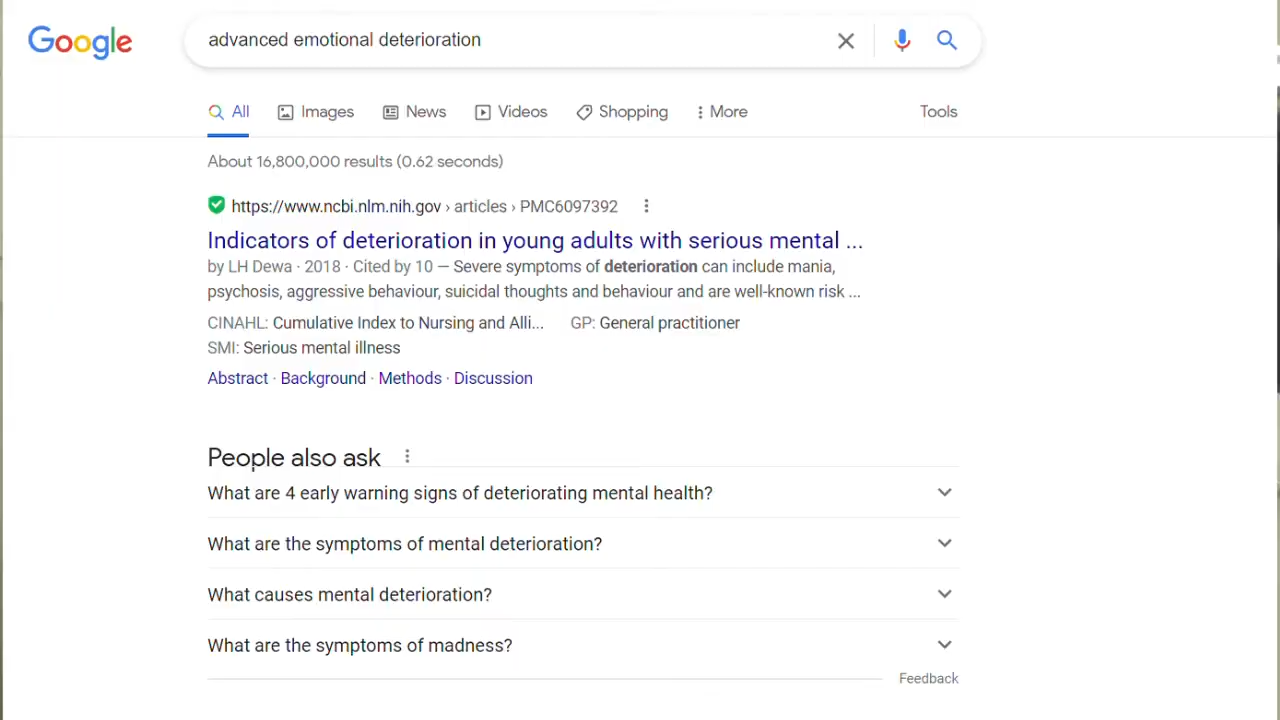 Google
advanced emotional deterioration
All Images News Videos Shopping More Tools
About 16,800,000 results (0.62 seconds)
https://www.ncbi.nlm.nih.gov › articles › PMC6097392
Indicators of deterioration in young adults with serious mental ...
by LH Dewa · 2018 · Cited by 10 — Severe symptoms of deterioration can include mania,
psychosis, aggressive behaviour, suicidal thoughts and behaviour and are well-known risk ...
CINAHL: Cumulative Index to Nursing and Alli... GP: General practitioner
SMI: Serious mental illness
Abstract · Background · Methods · Discussion
People also ask
What are 4 early warning signs of deteriorating mental health?
What are the symptoms of mental deterioration?
What causes mental deterioration?
What are the symptoms of madness?
Feedback